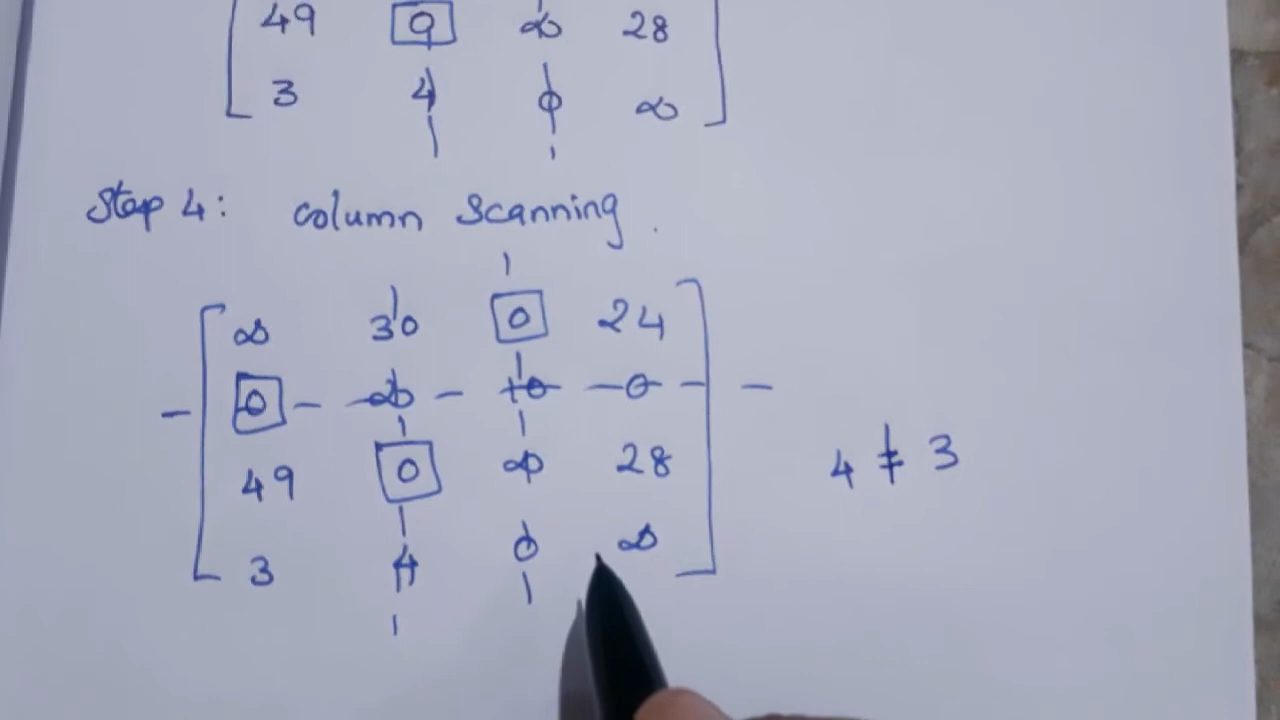 49 0 ∞ 28
3 4 0 ∞
Step 4: column scanning.
∞ 30 0 24
0 ∞ 10 0
49 0 ∞ 28
3 4 0 ∞
4 ≠ 3